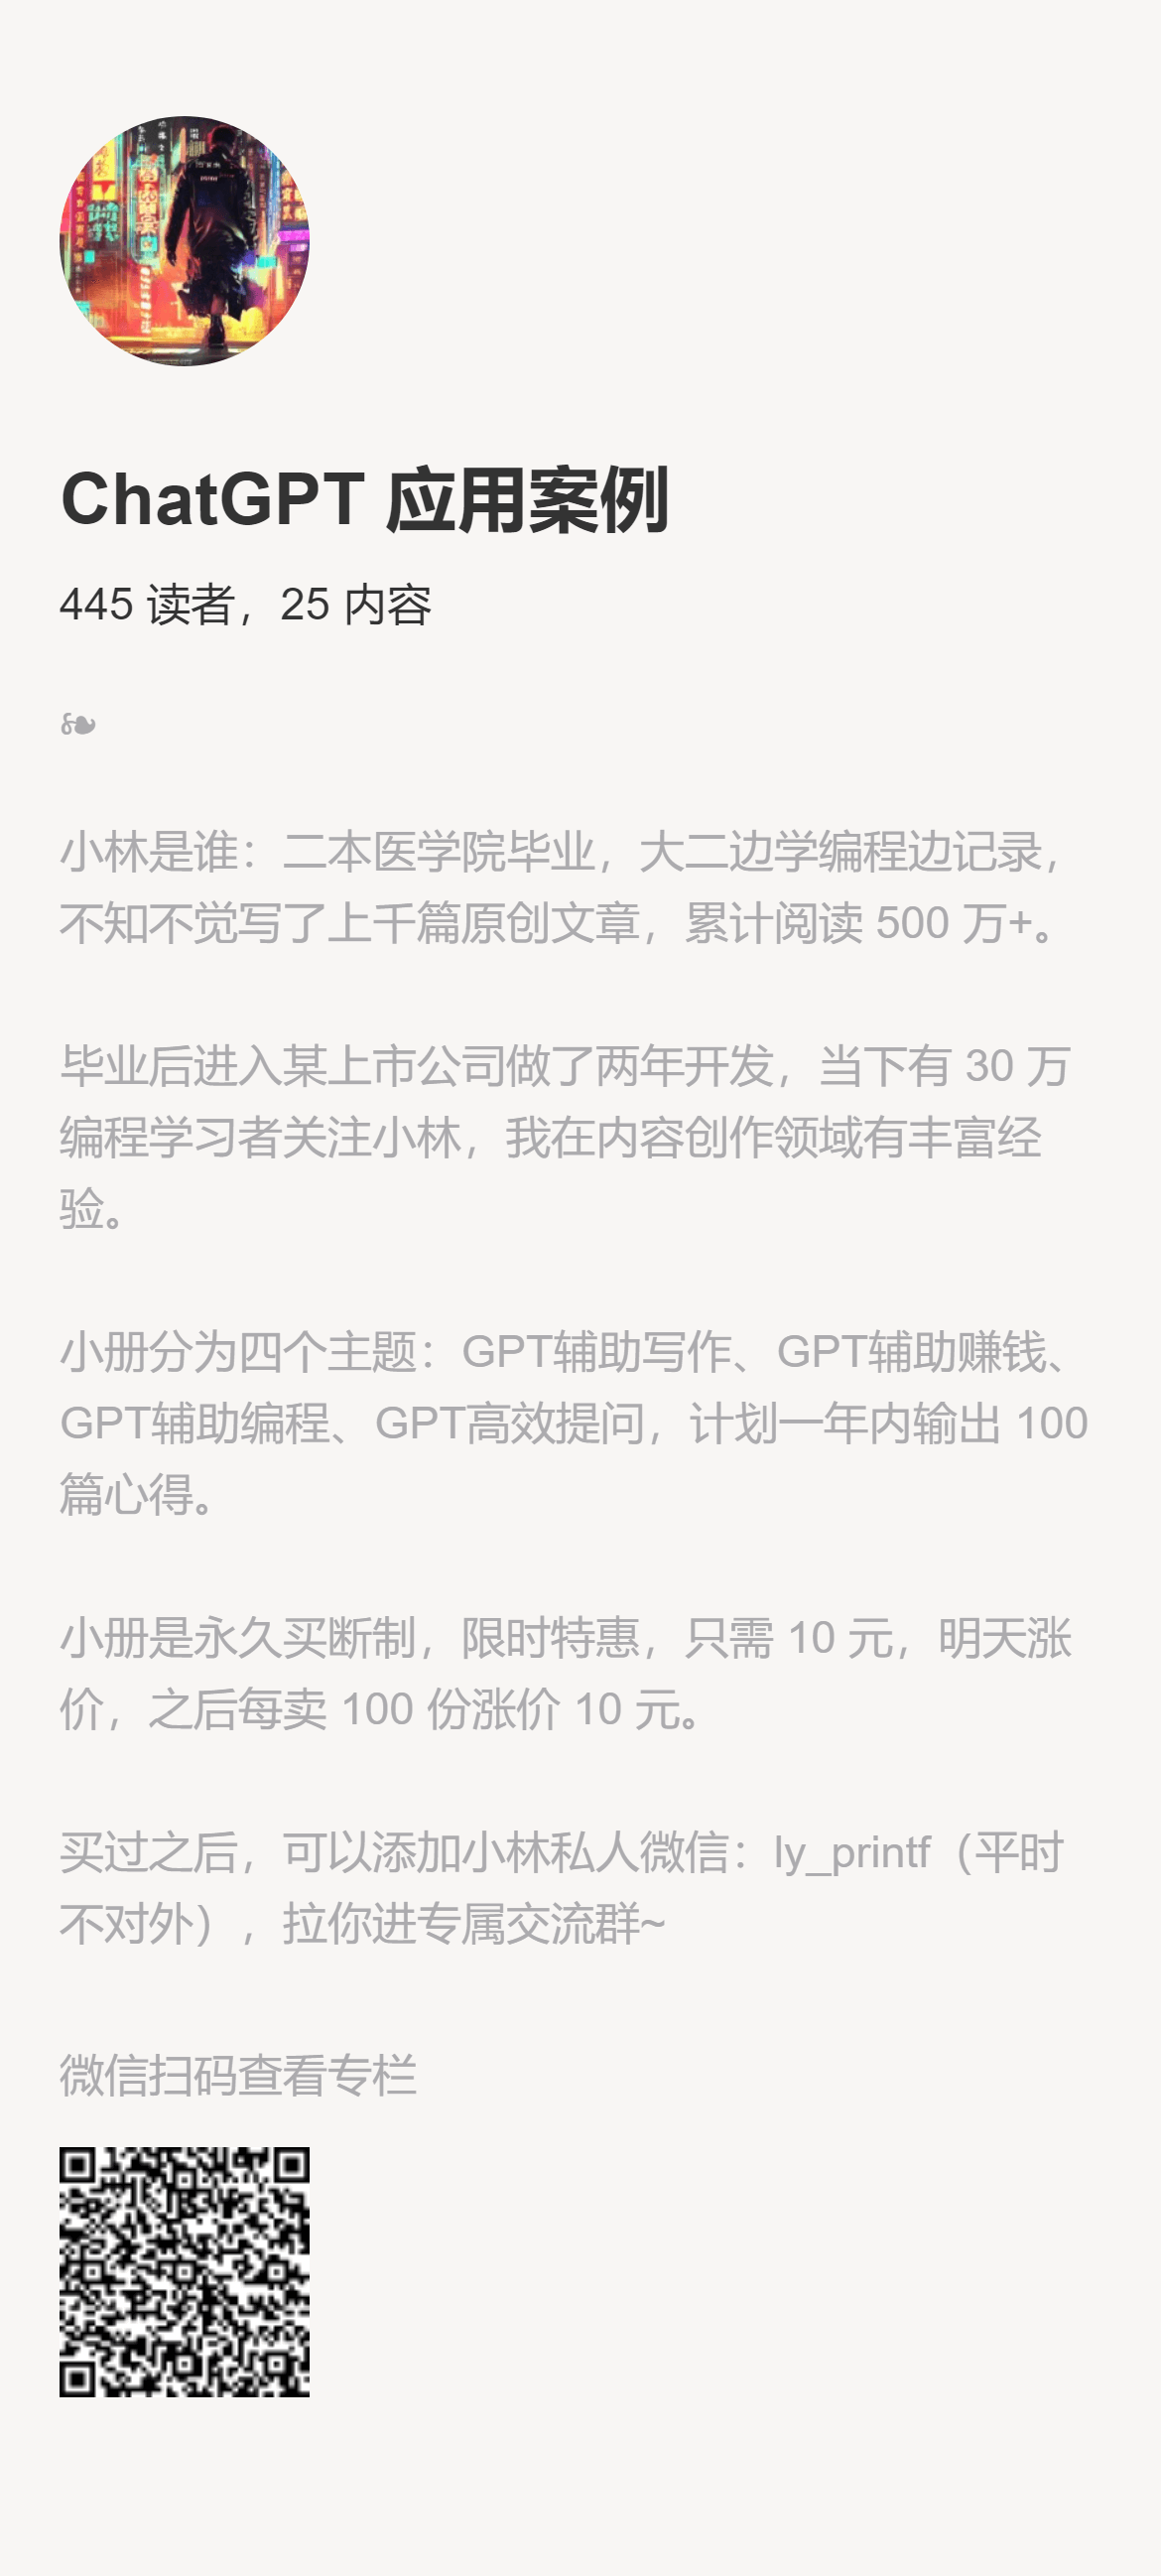 ChatGPT 应用案例
445 读者，25 内容
❧
小林是谁：二本医学院毕业，大二边学编程边记录，
不知不觉写了上千篇原创文章，累计阅读 500 万+。
毕业后进入某上市公司做了两年开发，当下有 30 万
编程学习者关注小林，我在内容创作领域有丰富经
验。
小册分为四个主题：GPT辅助写作、GPT辅助赚钱、
GPT辅助编程、GPT高效提问，计划一年内输出 100
篇心得。
小册是永久买断制，限时特惠，只需 10 元，明天涨
价，之后每卖 100 份涨价 10 元。
买过之后，可以添加小林私人微信：ly_printf（平时
不对外），拉你进专属交流群~
微信扫码查看专栏